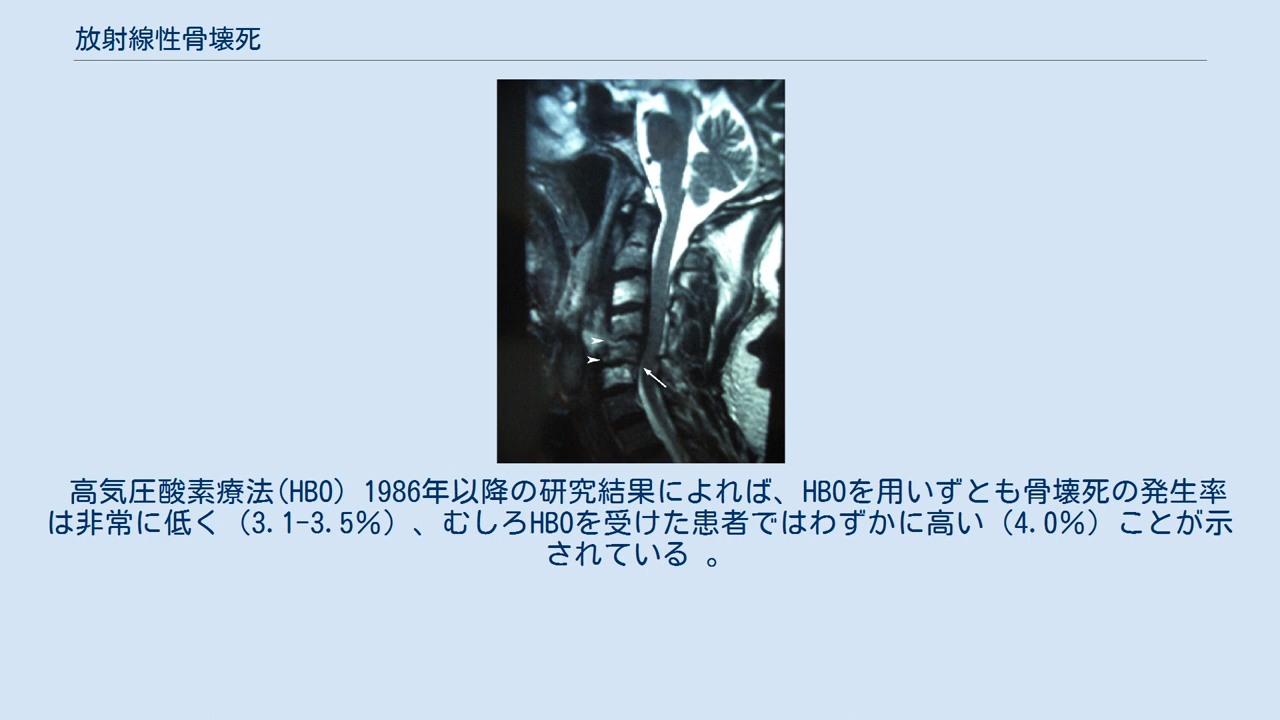 放射線性骨壊死
高気圧酸素療法(HBO) 1986年以降の研究結果によれば、HBOを用いずとも骨壊死の発生率
は非常に低く（3.1-3.5%）、むしろHBOを受けた患者ではわずかに高い（4.0%）ことが示
されている 。